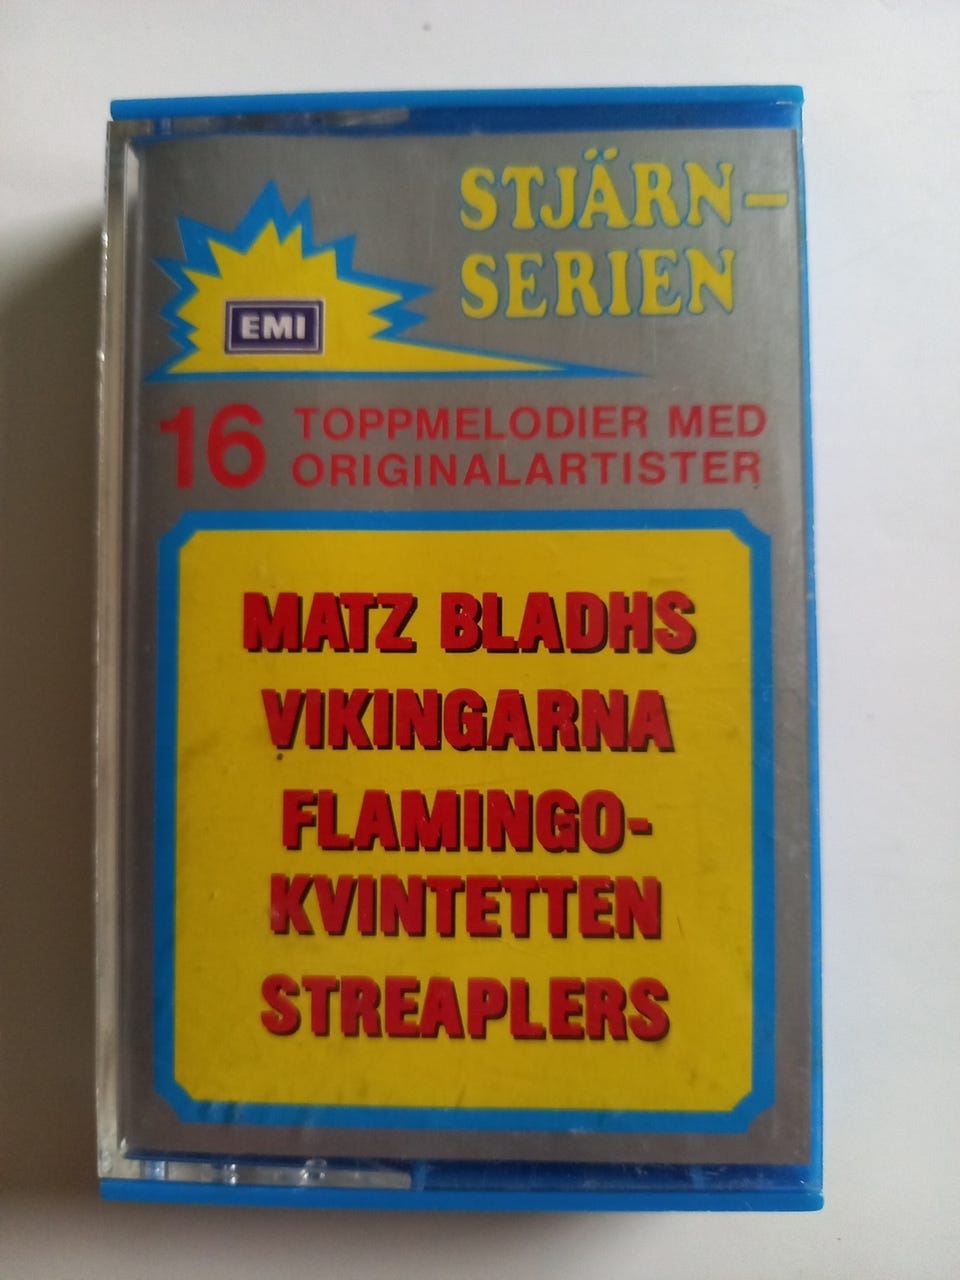 STJÄRN-
SERIEN
EMI
16 TOPPMELODIER MED
ORIGINALARTISTER
MATZ BLADHS
VIKINGARNA
FLAMINGO-
KVINTETTEN
STREAPLERS